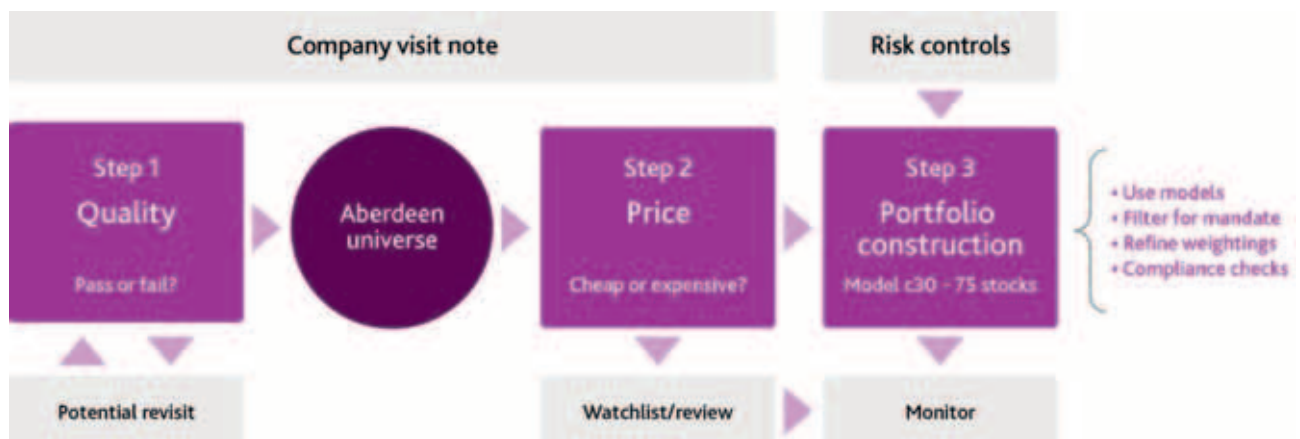 Company visit note
Risk controls
Step 1
Quality
Pass or fail?
Aberdeen
universe
Step 2
Price
Cheap or expensive?
Step 3
Portfolio
construction
Model c30 - 75 stocks
• Use models
• Filter for mandate
• Refine weightings
• Compliance checks
Potential revisit
Watchlist/review
Monitor